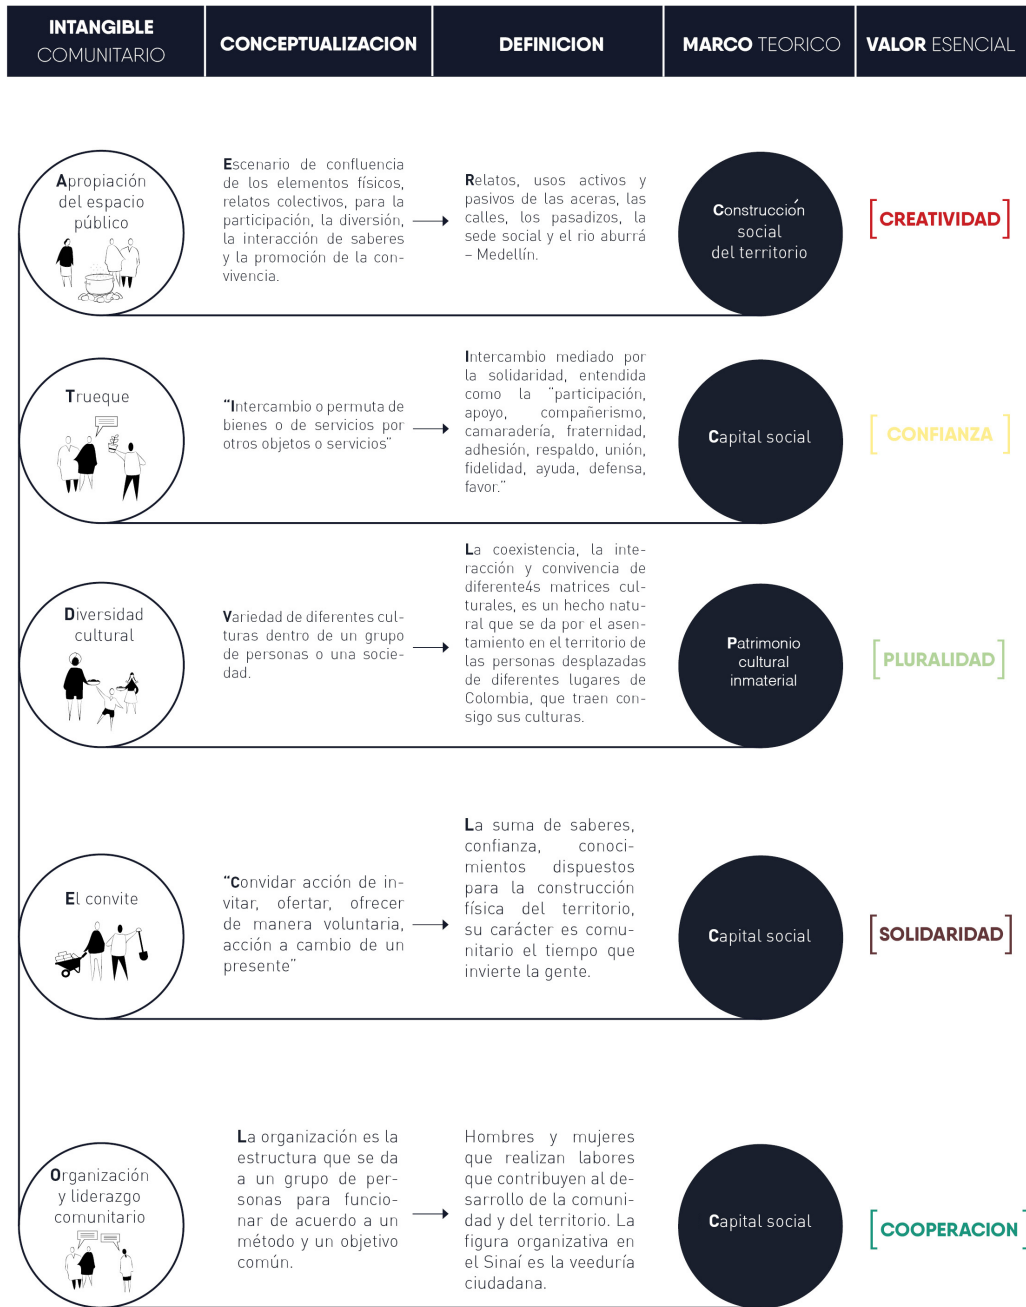 INTANGIBLE
COMUNITARIO
CONCEPTUALIZACION
DEFINICION
MARCO TEORICO
VALOR ESENCIAL
Apropiación
del espacio
público
Escenario de confluencia
de los elementos físicos,
relatos colectivos, para la
participación, la diversión,
la interacción de saberes
y la promoción de la con-
vivencia.
Relatos, usos activos y
pasivos de las aceras, las
calles, los pasadizos, la
sede social y el rio aburrá
– Medellín.
Construcción
social
del territorio
[CREATIVIDAD]
Trueque
“Intercambio o permuta de
bienes o de servicios por
otros objetos o servicios”
Intercambio mediado por
la solidaridad, entendida
como la “participación,
apoyo, compañerismo,
camaradería, fraternidad,
adhesión, respaldo, unión,
fidelidad, ayuda, defensa,
favor.”
Capital social
[CONFIANZA]
Diversidad
cultural
Variedad de diferentes cul-
turas dentro de un grupo
de personas o una socie-
dad.
La coexistencia, la inte-
racción y convivencia de
diferente4s matrices cul-
turales, es un hecho natu-
ral que se da por el asen-
tamiento en el territorio de
las personas desplazadas
de diferentes lugares de
Colombia, que traen con-
sigo sus culturas.
Patrimonio
cultural
inmaterial
[PLURALIDAD]
El convite
“Convidar acción de in-
vitar, ofertar, ofrecer
de manera voluntaria,
acción a cambio de un
presente”
La suma de saberes,
confianza, conoci-
mientos dispuestos
para la construcción
física del territorio,
su carácter es comu-
nitario el tiempo que
invierte la gente.
Capital social
[SOLIDARIDAD]
Organización
y liderazgo
comunitario
La organización es la
estructura que se da
a un grupo de per-
sonas para funcio-
nar de acuerdo a un
método y un objetivo
común.
Hombres y mujeres
que realizan labores
que contribuyen al de-
sarrollo de la comuni-
dad y del territorio. La
figura organizativa en
el Sinaí es la veeduría
ciudadana.
Capital social
[COOPERACION]